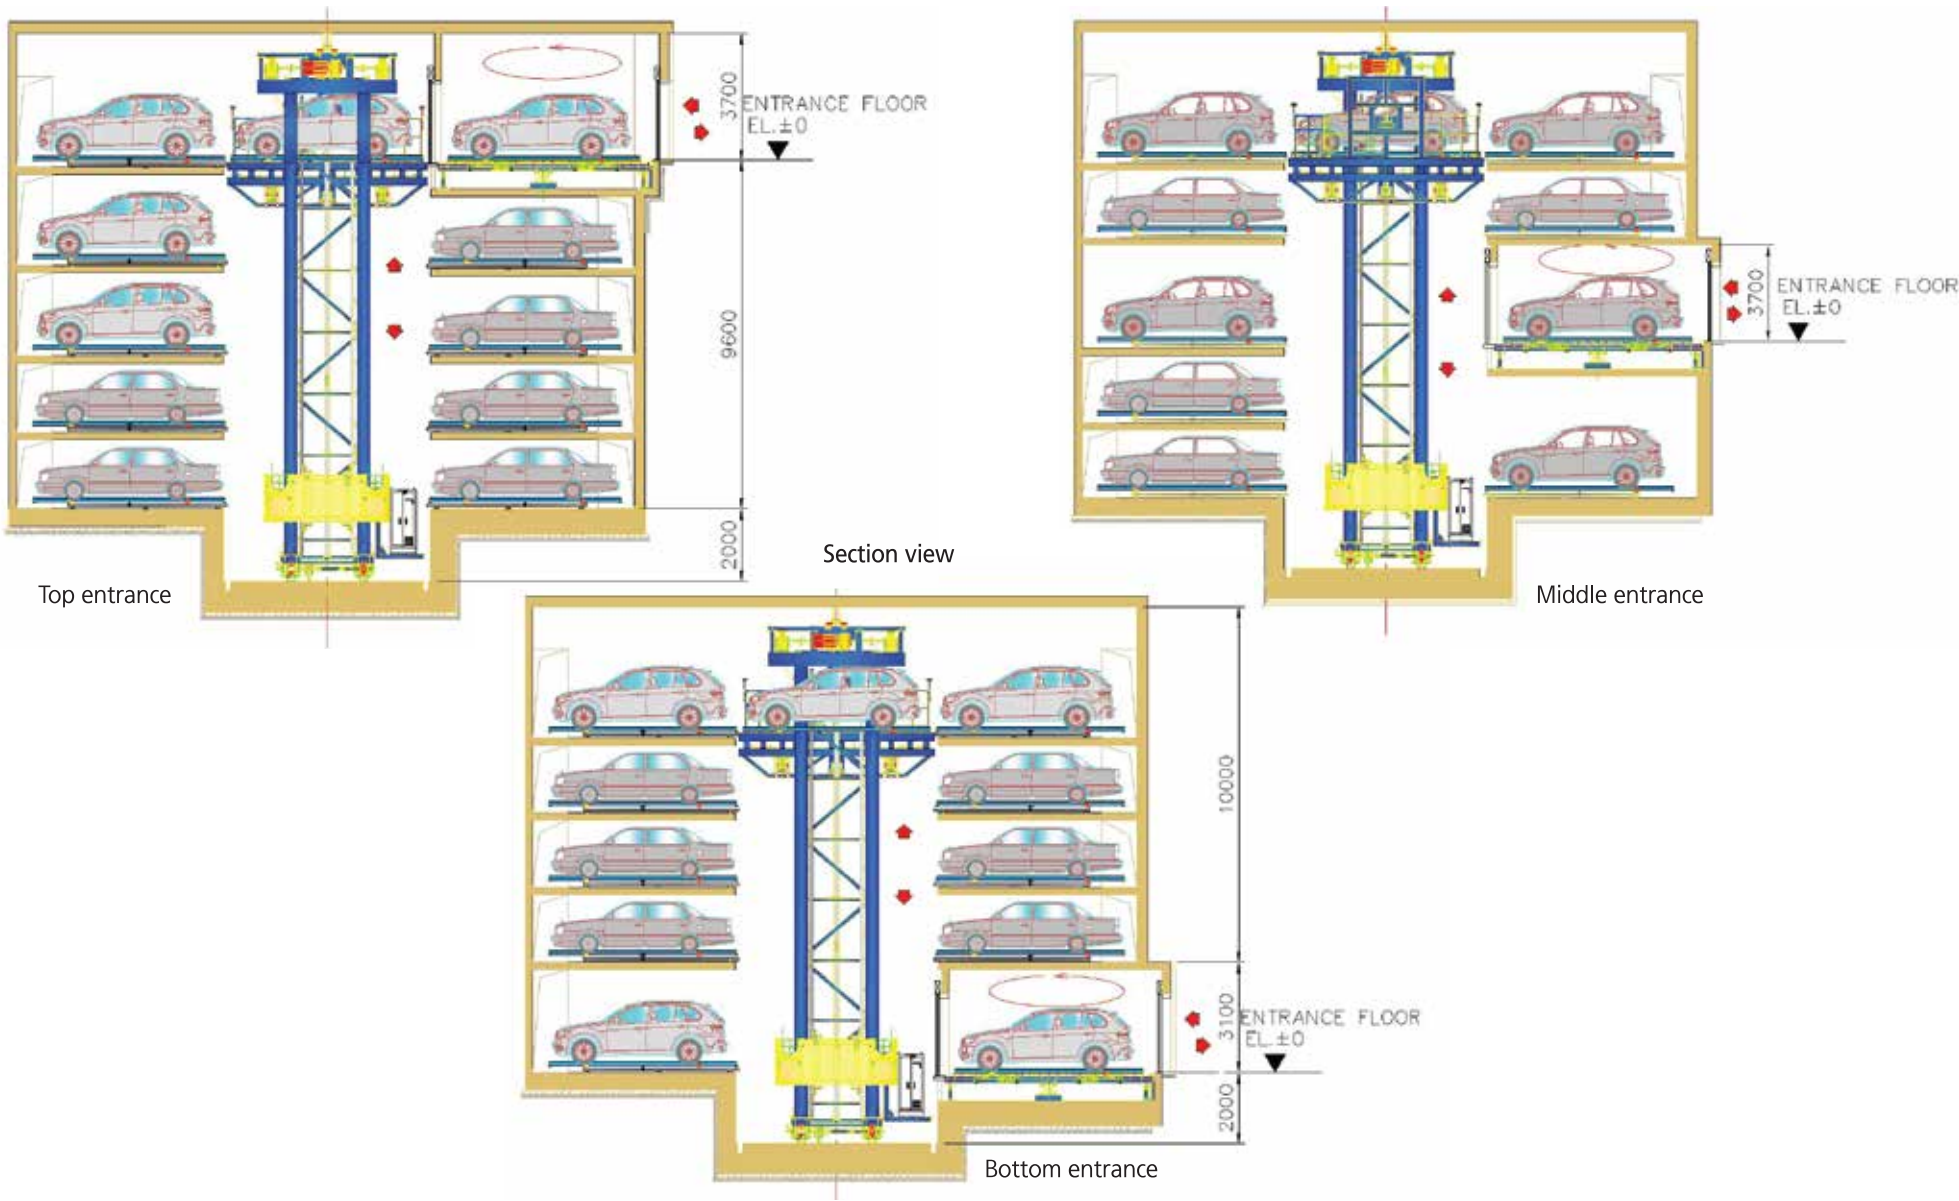 3700
ENTRANCE FLOOR
EL.±0
9600
2000
Top entrance
Section view
3700
ENTRANCE FLOOR
EL.±0
Middle entrance
10000
3100
ENTRANCE FLOOR
EL.±0
2000
Bottom entrance